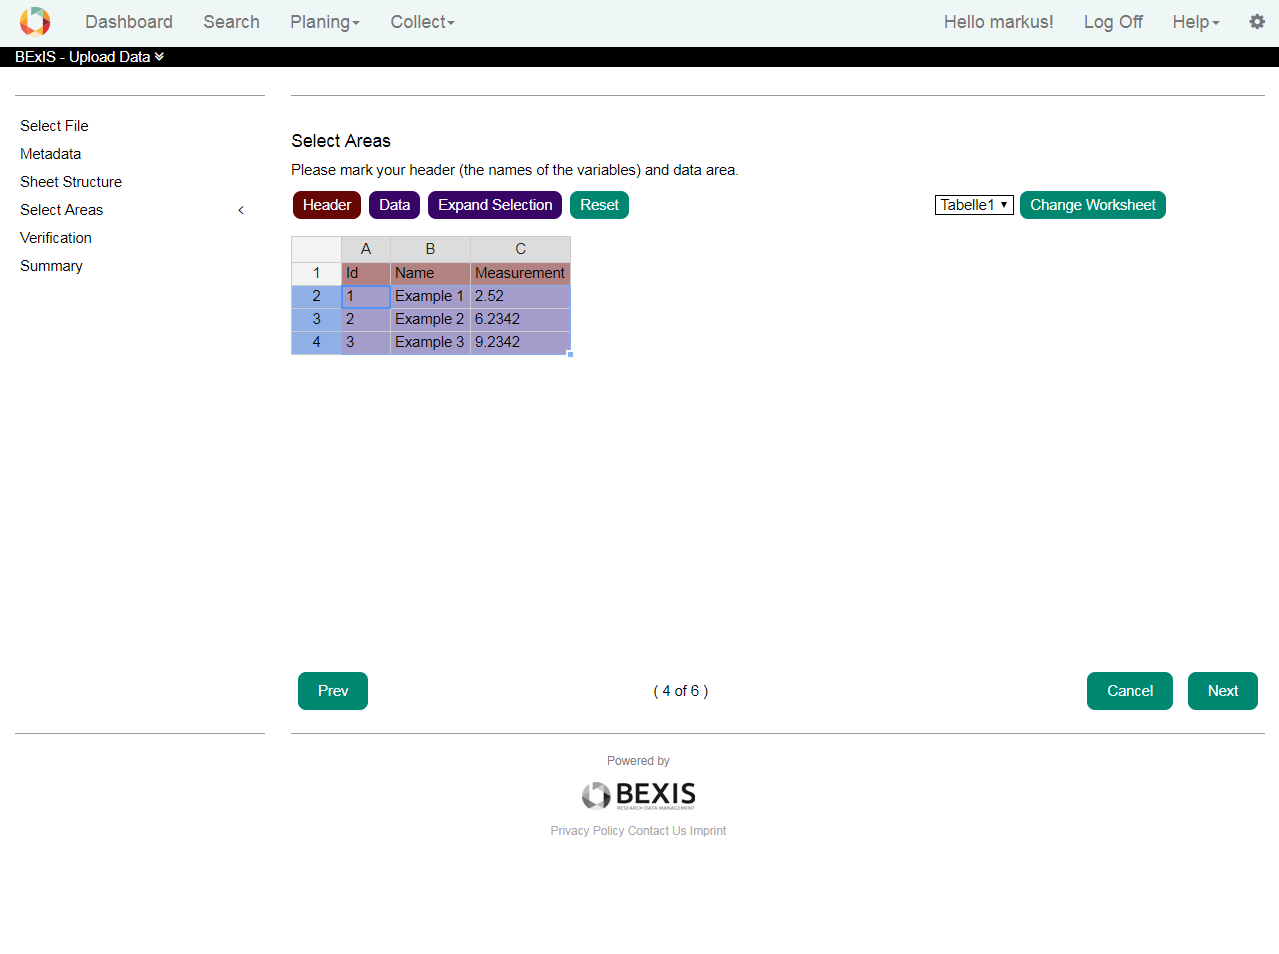 Dashboard Search Planing Collect Hello markus! Log Off Help
BExIS - Upload Data
Select File
Metadata
Sheet Structure
Select Areas <
Verification
Summary
Select Areas
Please mark your header (the names of the variables) and data area.
Header Data Expand Selection Reset Tabelle1 Change Worksheet
A B C
1 Id Name Measurement
2 1 Example 1 2.52
3 2 Example 2 6.2342
4 3 Example 3 9.2342
Prev ( 4 of 6 ) Cancel Next
Powered by
BEXIS
RESEARCH DATA MANAGEMENT
Privacy Policy Contact Us Imprint